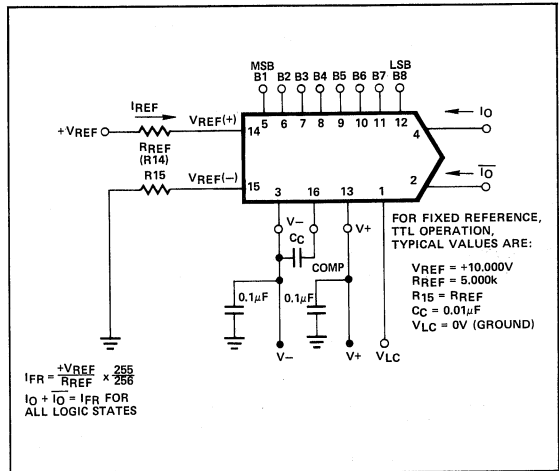 MSB LSB
B1 B2 B3 B4 B5 B6 B7 B8
IREF
+VREF
VREF(+)
14
5 6 7 8 9 10 11 12
4
IO
RREF
(R14)
R15
VREF(−)
15
3 16 13 1
2
IO
V−
CC
V+
COMP
0.1µF
0.1µF
V−
V+
VLC
FOR FIXED REFERENCE,
TTL OPERATION,
TYPICAL VALUES ARE:
VREF = +10.000V
RREF = 5.000k
R15 = RREF
CC = 0.01µF
VLC = 0V (GROUND)
IFR = +VREF/RREF x 255/256
IO + IO = IFR FOR
ALL LOGIC STATES